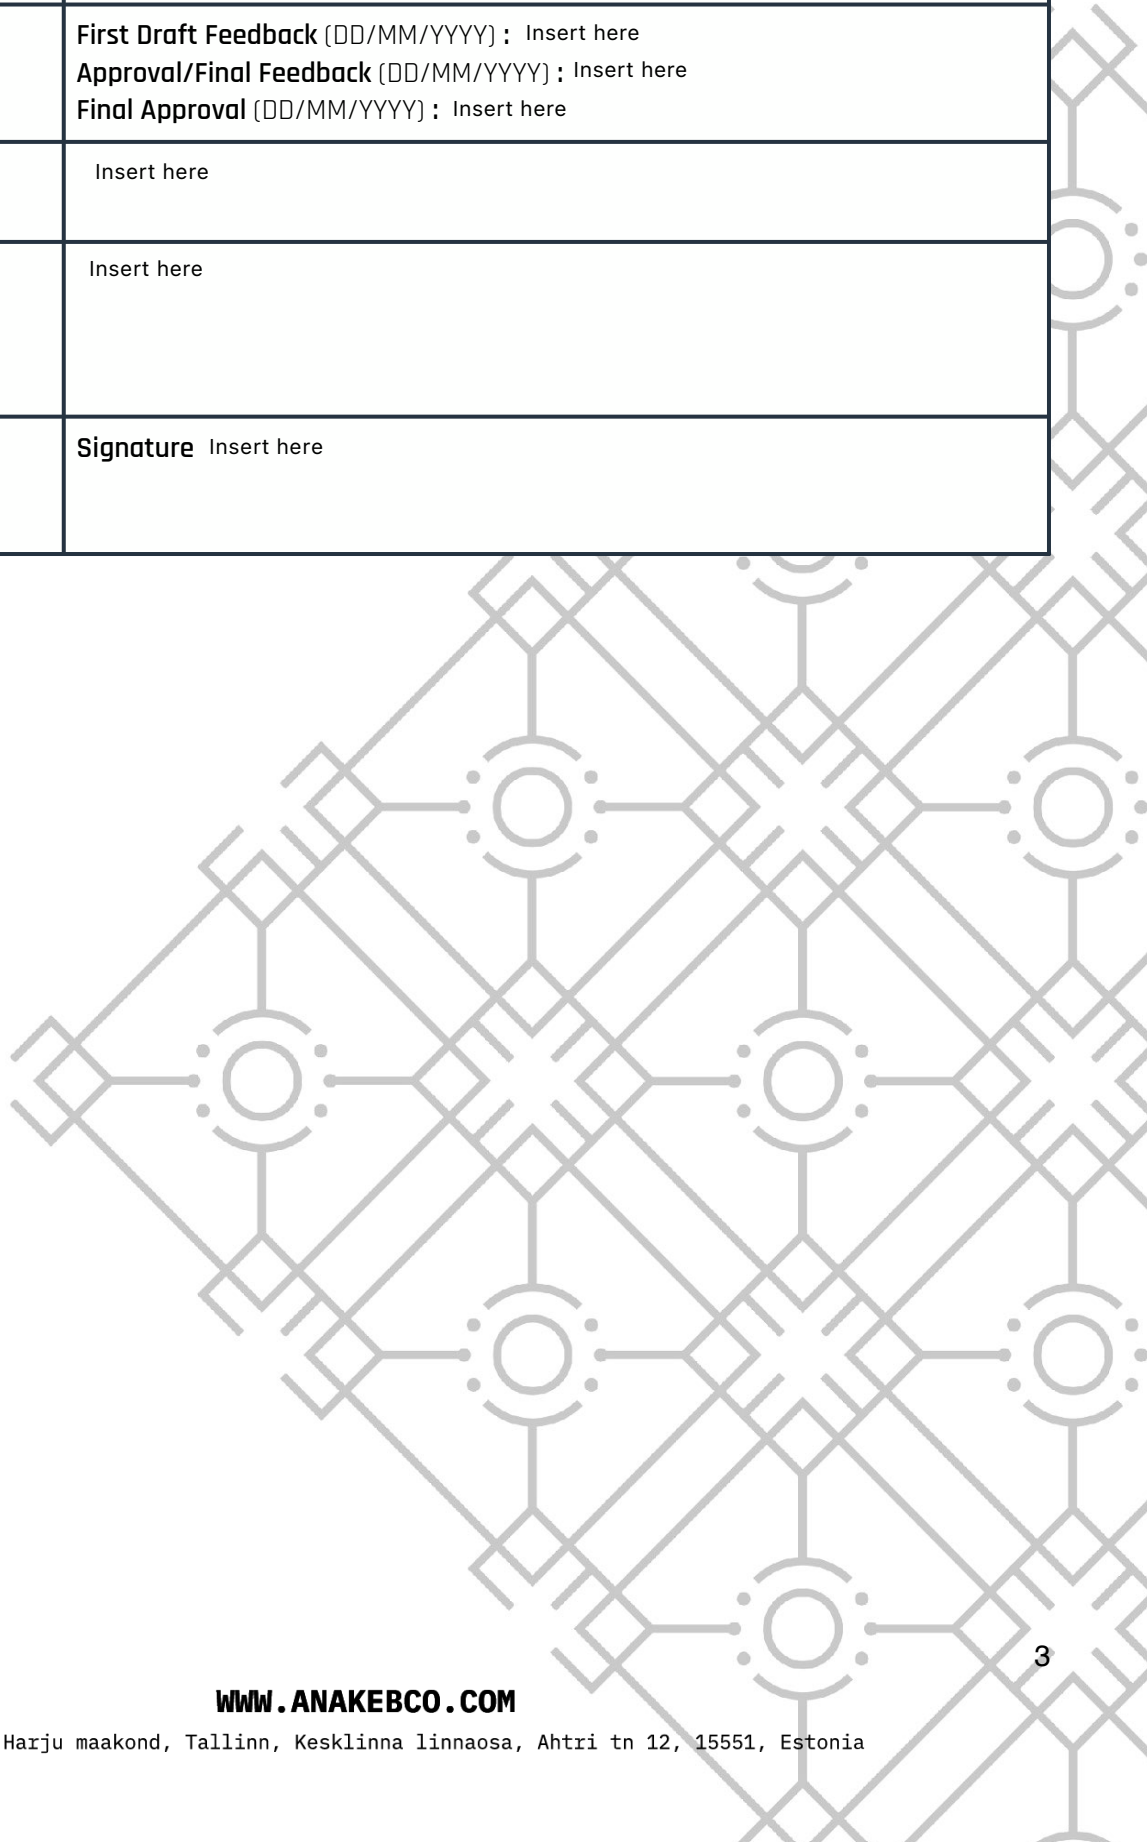 First Draft Feedback (DD/MM/YYYY) : Insert here
Approval/Final Feedback (DD/MM/YYYY) : Insert here
Final Approval (DD/MM/YYYY) : Insert here
Insert here
Insert here
Signature Insert here
3
WWW.ANAKEBCO.COM
Harju maakond, Tallinn, Kesklinna linnaosa, Ahtri tn 12, 15551, Estonia